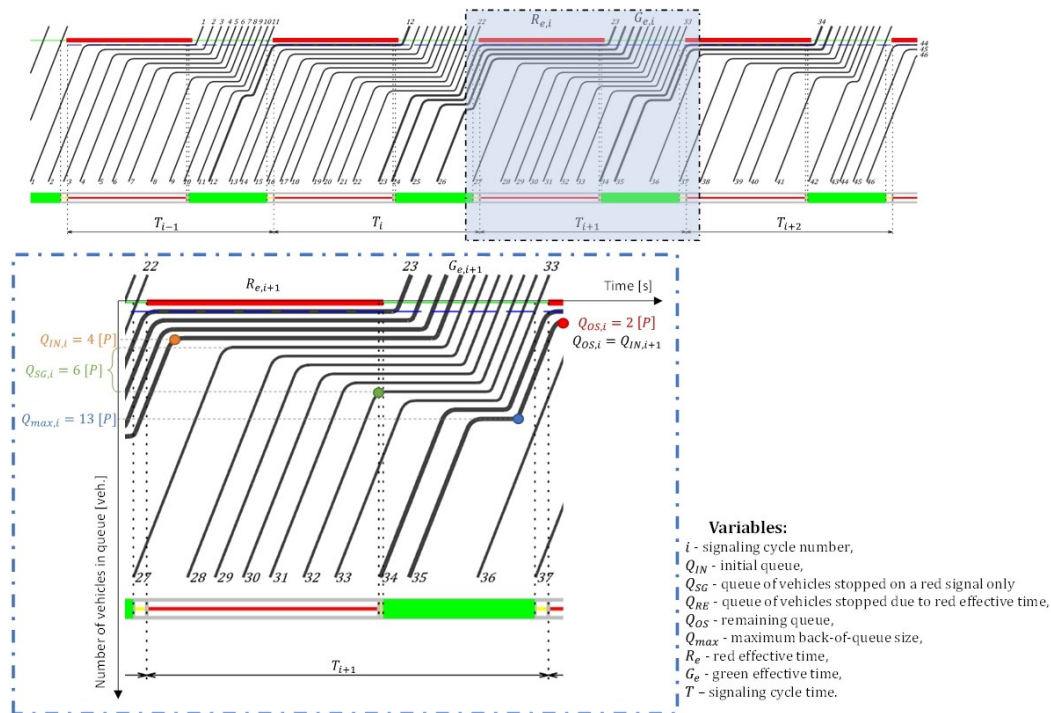 1 2 3 4 5 6 7 8 9 10 11 12 22 R_{e,i} 23 G_{e,i} 33 34
44
45
46
1 2 3 4 5 6 7 8 9 10 11 12 13 14 15 16 17 18 19 20 21 22 23 24 25 26 27 28 29 30 31 32 33 34 35 36 37 38 39 40 41 42 43 44 45 46
T_{i-1} T_i T_{i+1} T_{i+2}
22 R_{e,i+1} 23 G_{e,i+1} 33
Time [s]
Q_{OS,i} = 2 [P]
Q_{OS,i} = Q_{IN,i+1}
Q_{IN,i} = 4 [P]
Q_{SG,i} = 6 [P]
Q_{max,i} = 13 [P]
Number of vehicles in queue [veh.]
27 28 29 30 31 32 33 34 35 36 37
T_{i+1}
Variables:
i - signaling cycle number,
Q_{IN} - initial queue,
Q_{SG} - queue of vehicles stopped on a red signal only
Q_{RE} - queue of vehicles stopped due to red effective time,
Q_{OS} - remaining queue,
Q_{max} - maximum back-of-queue size,
R_e - red effective time,
G_e - green effective time,
T – signaling cycle time.